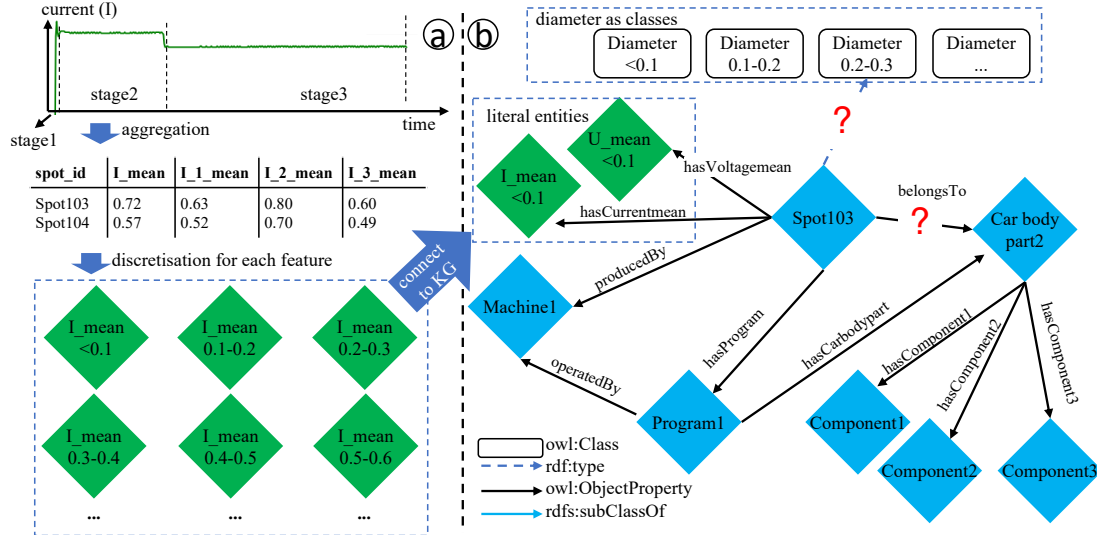 current (I)
a
stage2
stage3
time
stage1
aggregation
spot_id I_mean I_1_mean I_2_mean I_3_mean
Spot103 0.72 0.63 0.80 0.60
Spot104 0.57 0.52 0.70 0.49
discretisation for each feature
I_mean
<0.1
I_mean
0.1-0.2
I_mean
0.2-0.3
I_mean
0.3-0.4
I_mean
0.4-0.5
I_mean
0.5-0.6
... ... ...
connect
to KG
b
diameter as classes
Diameter
<0.1
Diameter
0.1-0.2
Diameter
0.2-0.3
Diameter
...
literal entities
U_mean
<0.1
I_mean
<0.1
?
hasVoltagemean
hasCurrentmean
Spot103
belongsTo
?
Car body
part2
producedBy
Machine1
hasProgram
hasCarbodypart
operatedBy
Program1
hasComponent1
hasComponent2
hasComponent3
Component1
Component2
Component3
owl:Class
rdf:type
owl:ObjectProperty
rdfs:subClassOf